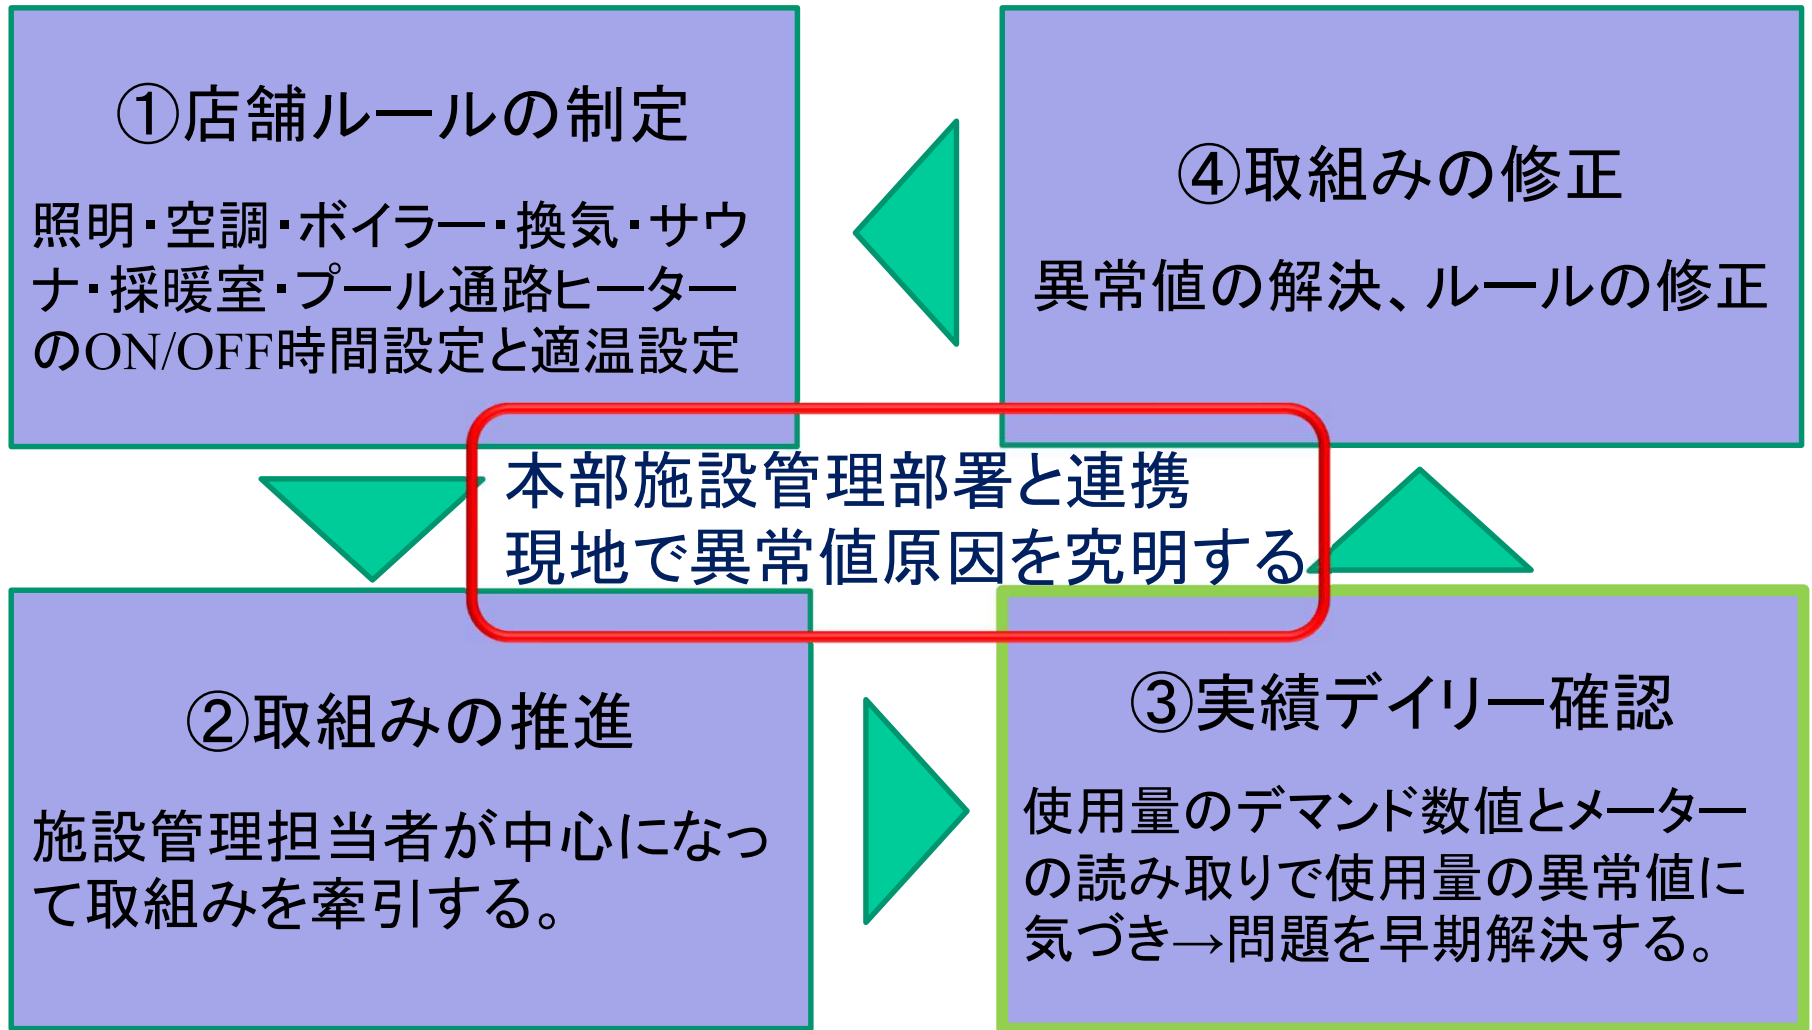 ①店舗ルールの制定
照明・空調・ボイラー・換気・サウ
ナ・採暖室・プール通路ヒーター
のON/OFF時間設定と適温設定
④取組みの修正
異常値の解決、ルールの修正
本部施設管理部署と連携
現地で異常値原因を究明する
②取組みの推進
施設管理担当者が中心になっ
て取組みを牽引する。
③実績デイリー確認
使用量のデマンド数値とメーター
の読み取りで使用量の異常値に
気づき→問題を早期解決する。